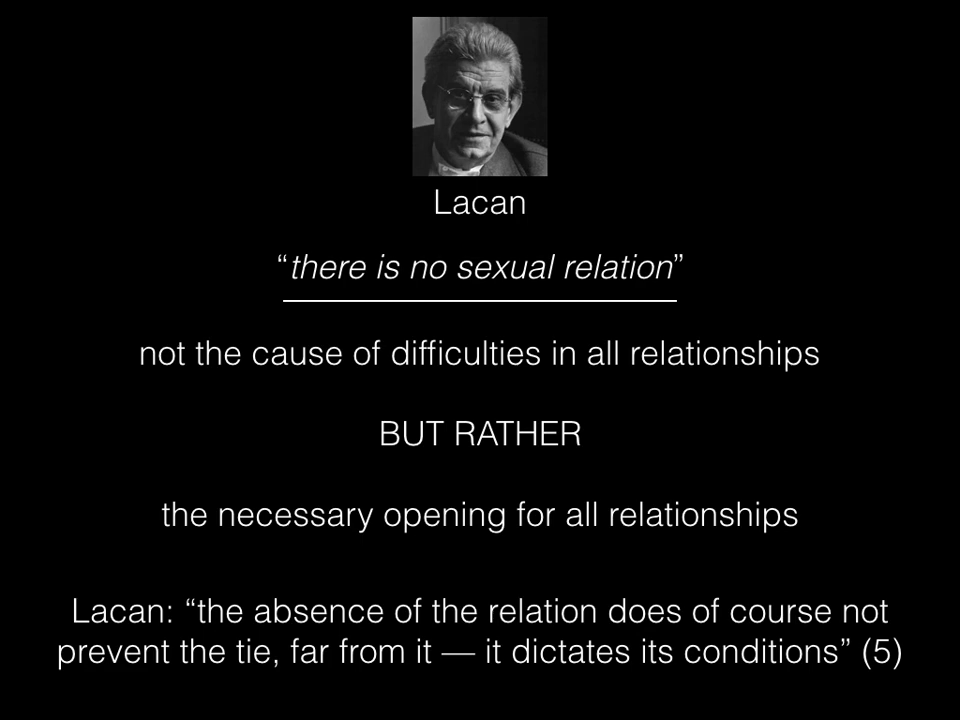 Lacan
“there is no sexual relation”
not the cause of difficulties in all relationships
BUT RATHER
the necessary opening for all relationships
Lacan: “the absence of the relation does of course not
prevent the tie, far from it — it dictates its conditions” (5)